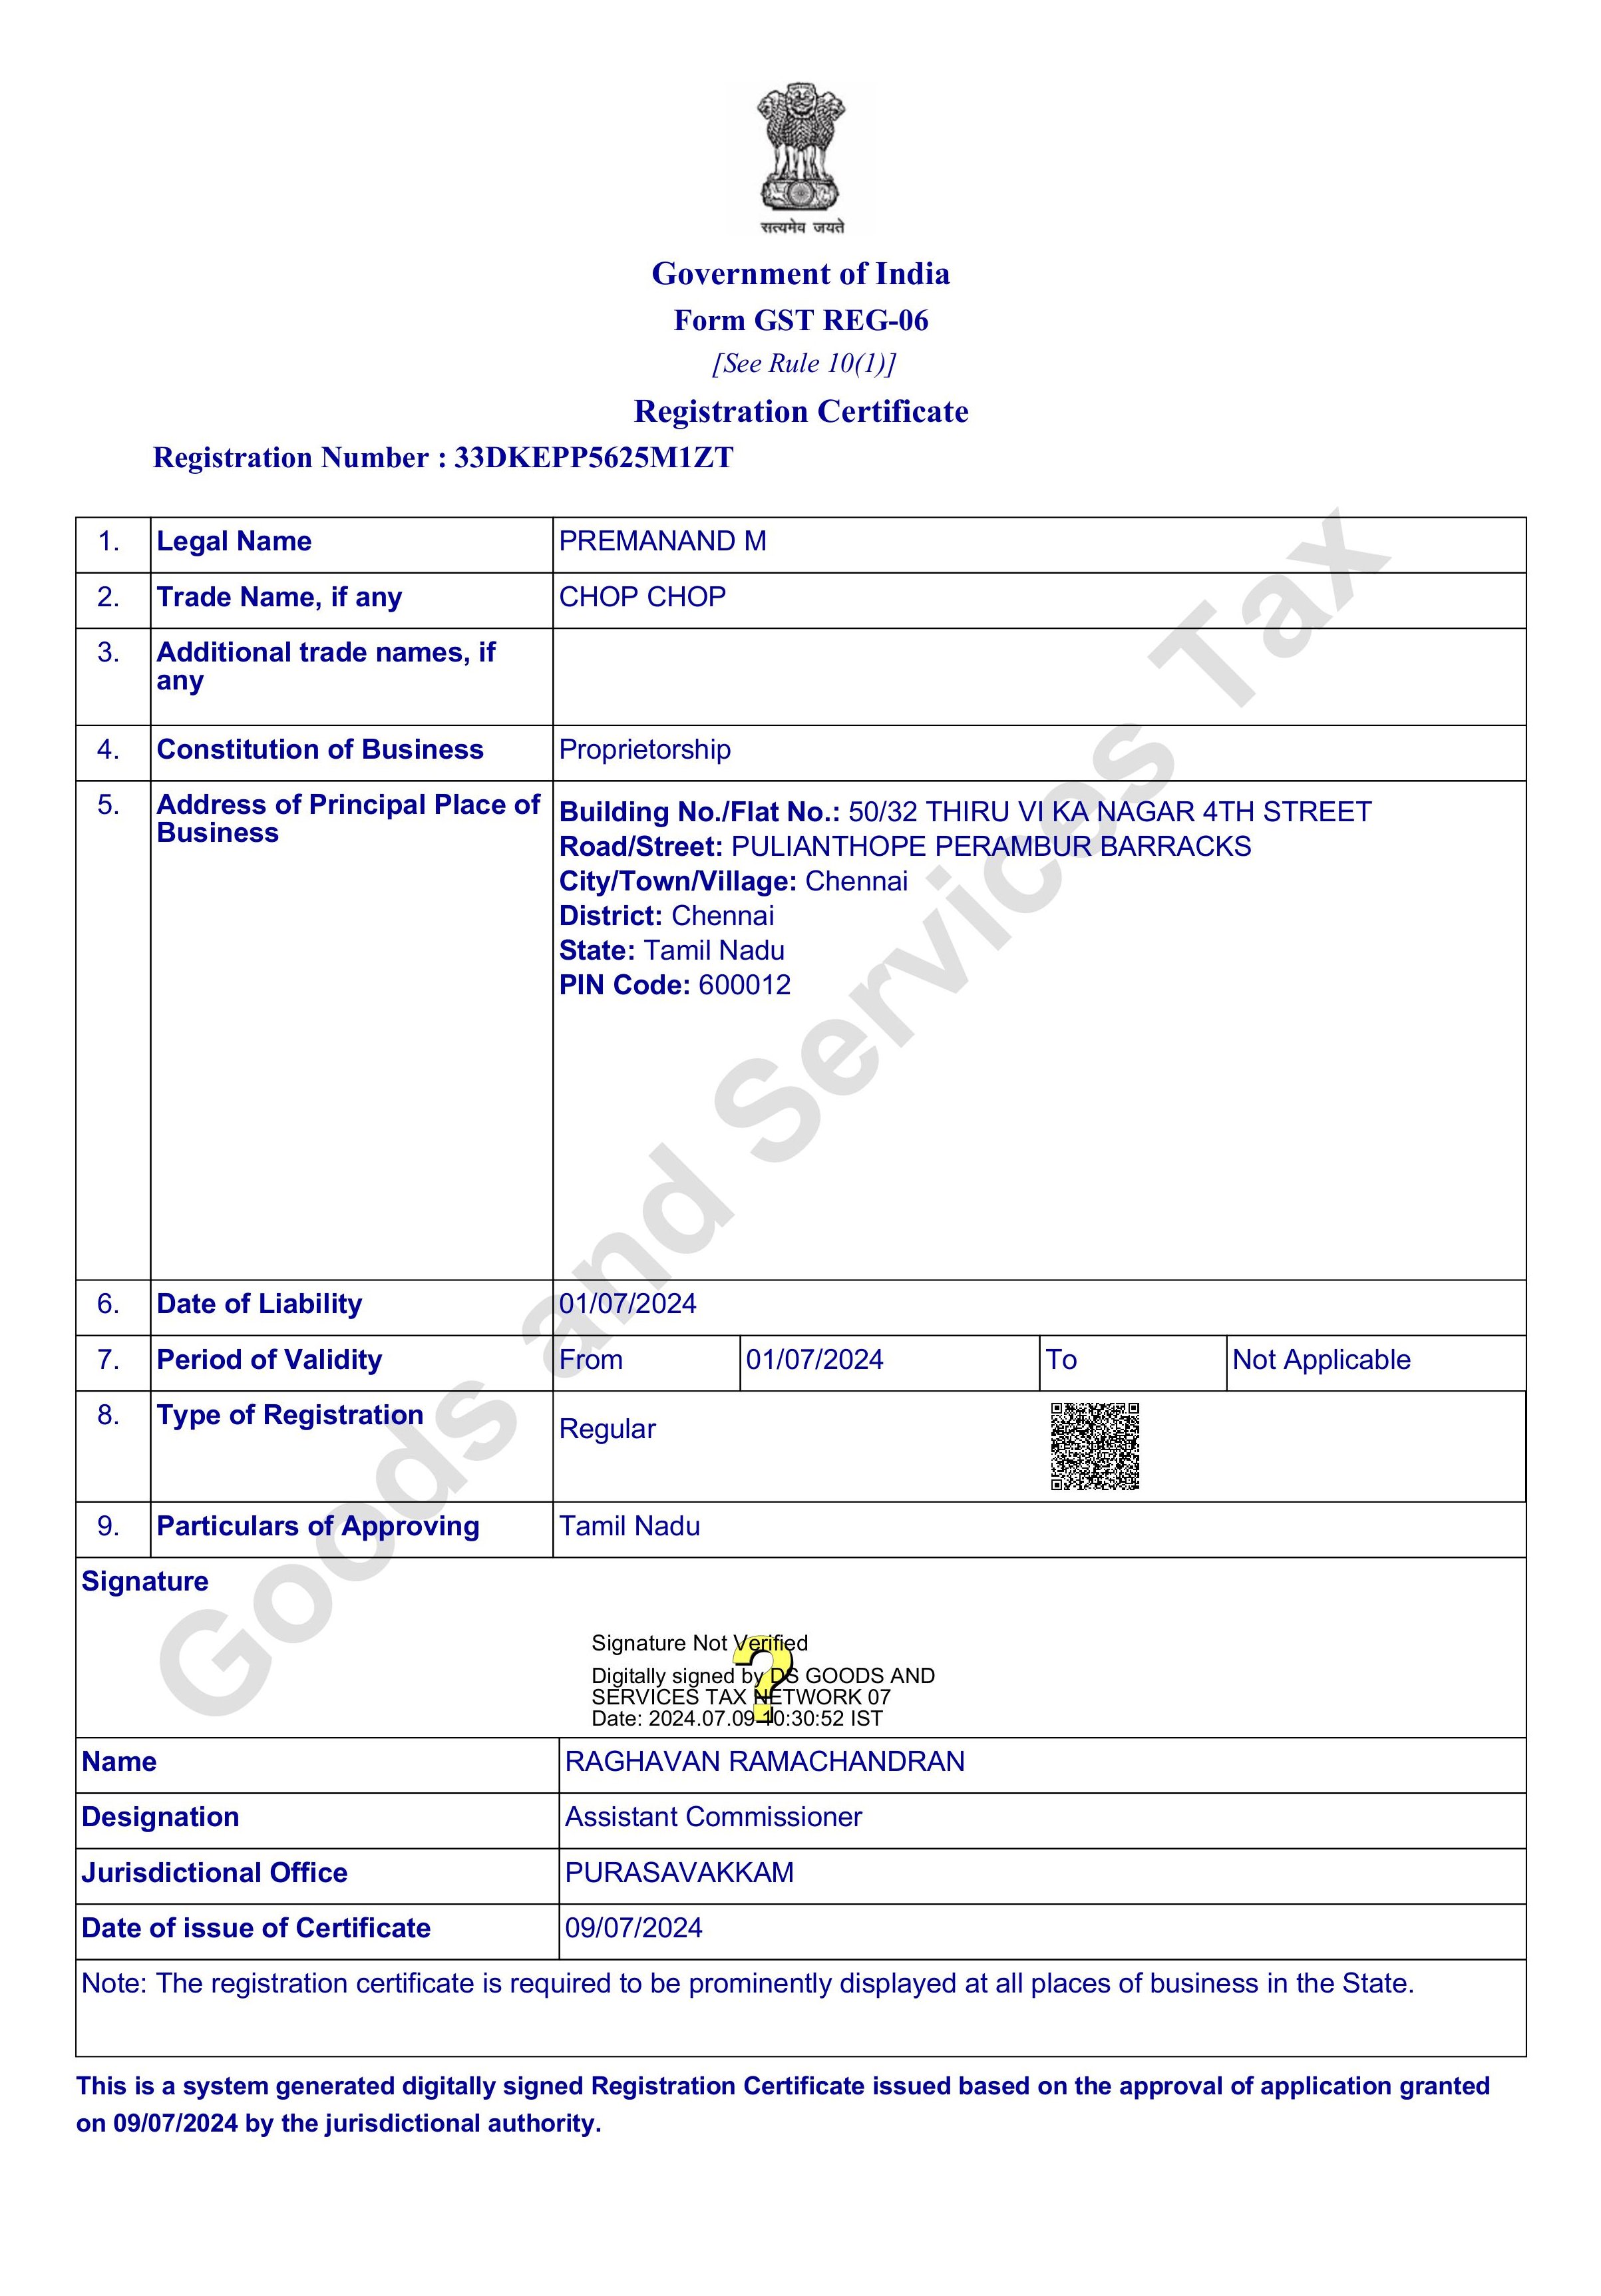 सत्यमेव जयते
Government of India
Form GST REG-06
[See Rule 10(1)]
Registration Certificate
Registration Number : 33DKEPP5625M1ZT
1. Legal Name PREMANAND M
2. Trade Name, if any CHOP CHOP
3. Additional trade names, if
any
4. Constitution of Business Proprietorship
5. Address of Principal Place of
Business
Building No./Flat No.: 50/32 THIRU VI KA NAGAR 4TH STREET
Road/Street: PULIANTHOPE PERAMBUR BARRACKS
City/Town/Village: Chennai
District: Chennai
State: Tamil Nadu
PIN Code: 600012
6. Date of Liability 01/07/2024
7. Period of Validity From 01/07/2024 To Not Applicable
8. Type of Registration Regular
9. Particulars of Approving Tamil Nadu
Signature
Signature Not Verified
Digitally signed by DS GOODS AND
SERVICES TAX NETWORK 07
Date: 2024.07.09 10:30:52 IST
Name RAGHAVAN RAMACHANDRAN
Designation Assistant Commissioner
Jurisdictional Office PURASAVAKKAM
Date of issue of Certificate 09/07/2024
Note: The registration certificate is required to be prominently displayed at all places of business in the State.
This is a system generated digitally signed Registration Certificate issued based on the approval of application granted
on 09/07/2024 by the jurisdictional authority.
Goods and Services Tax